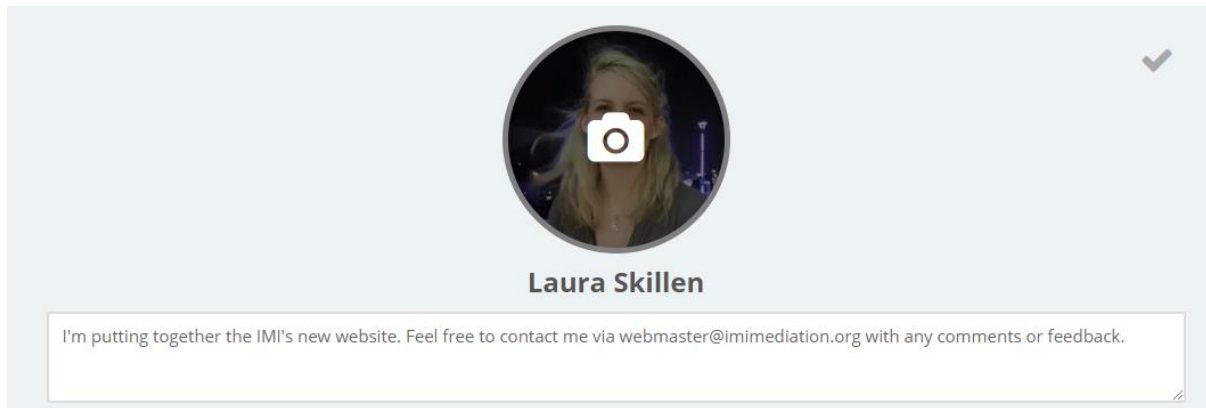 Laura Skillen
I'm putting together the IMI's new website. Feel free to contact me via webmaster@imimediation.org with any comments or feedback.